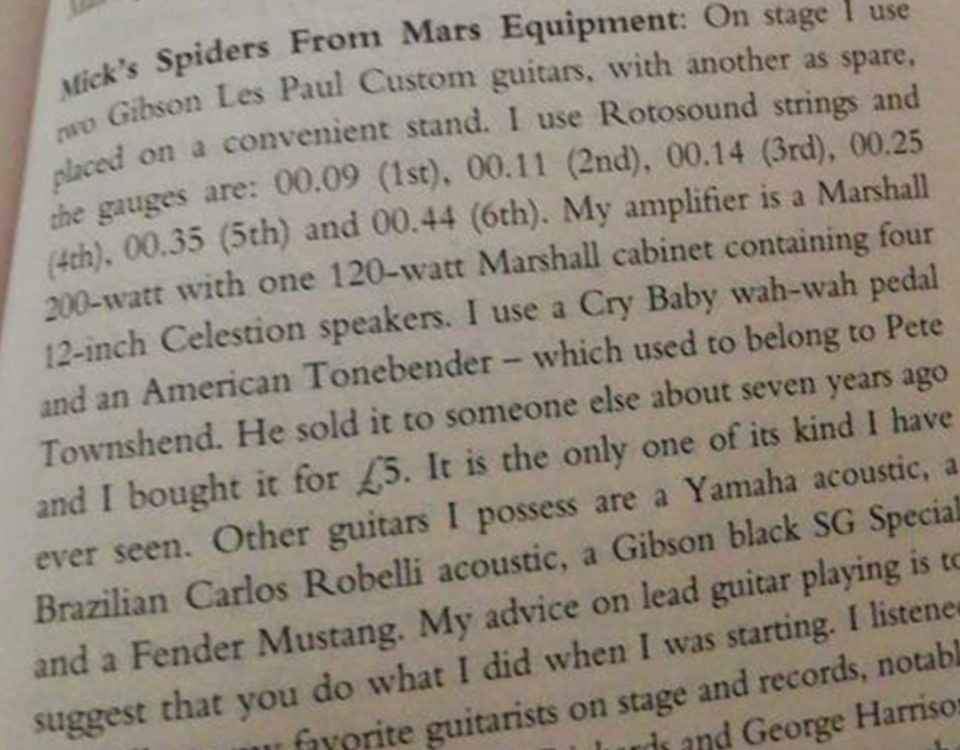 Mick's Spiders From Mars Equipment: On stage I use
two Gibson Les Paul Custom guitars, with another as spare,
placed on a convenient stand. I use Rotosound strings and
the gauges are: 00.09 (1st), 00.11 (2nd), 00.14 (3rd), 00.25
(4th), 00.35 (5th) and 00.44 (6th). My amplifier is a Marshall
200-watt with one 120-watt Marshall cabinet containing four
12-inch Celestion speakers. I use a Cry Baby wah-wah pedal
and an American Tonebender – which used to belong to Pete
Townshend. He sold it to someone else about seven years ago
and I bought it for £5. It is the only one of its kind I have
ever seen. Other guitars I possess are a Yamaha acoustic, a
Brazilian Carlos Robelli acoustic, a Gibson black SG Special
and a Fender Mustang. My advice on lead guitar playing is to
suggest that you do what I did when I was starting. I listened
my favorite guitarists on stage and records, notabl
and George Harriso